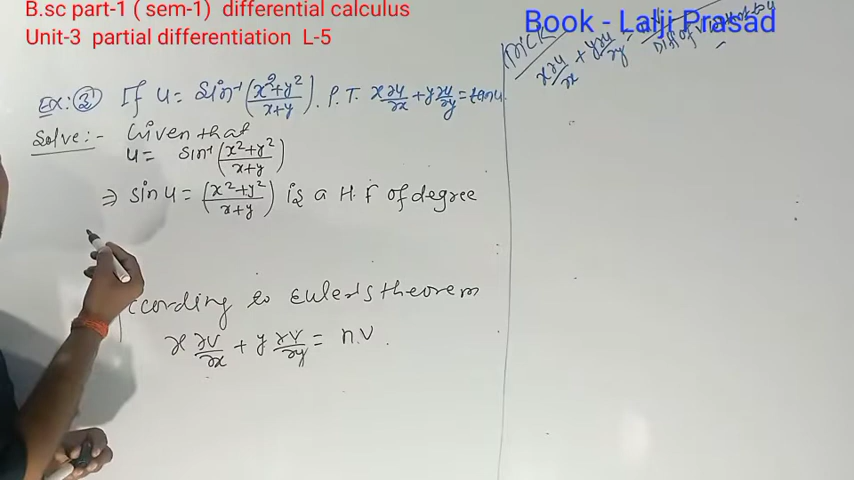 B.sc part-1 ( sem-1) differential calculus
Unit-3 partial differentiation L-5
Book - Lalji Prasad
Ex:② If u = Sin⁻¹(x²+y²/x+y). P.T. x ∂u/∂x + y ∂u/∂y = tanu.
Solve:- Given that
u = Sin⁻¹(x²+y²/x+y)
⇒ sin u = (x²+y²/x+y) is a H.F of degree
ccording to Euler's theorem
x ∂V/∂x + y ∂V/∂y = n.V.
TRICK
x ∂u/∂x + y ∂u/∂y =